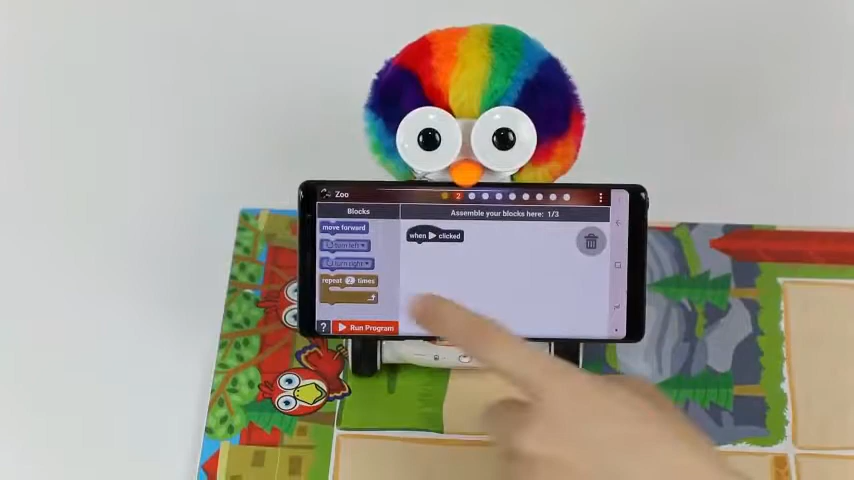 Zoo
2
Blocks
Assemble your blocks here: 1/3
move forward
when clicked
turn left
turn right
repeat 2 times
? Run Program